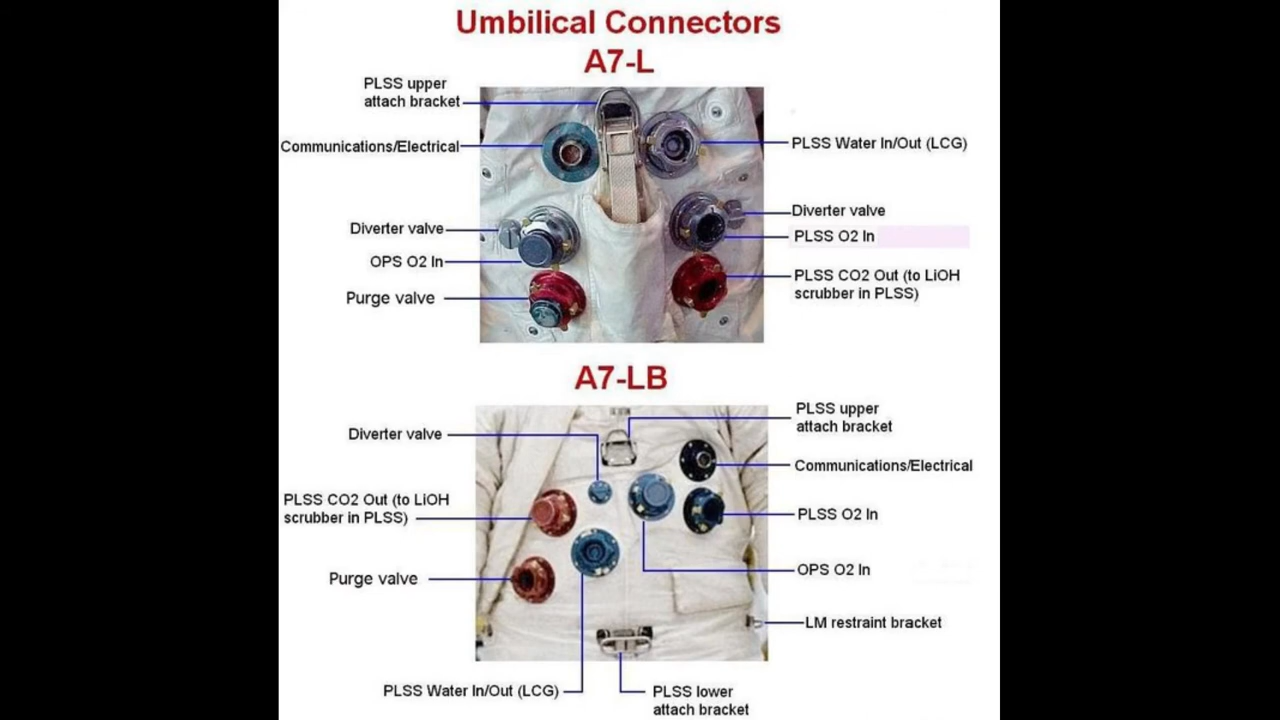 Umbilical Connectors
A7-L
PLSS upper
attach bracket
Communications/Electrical
PLSS Water In/Out (LCG)
Diverter valve
Diverter valve
PLSS O2 In
OPS O2 In
PLSS CO2 Out (to LiOH
scrubber in PLSS)
Purge valve
A7-LB
PLSS upper
attach bracket
Diverter valve
Communications/Electrical
PLSS CO2 Out (to LiOH
scrubber in PLSS)
PLSS O2 In
OPS O2 In
Purge valve
LM restraint bracket
PLSS Water In/Out (LCG)
PLSS lower
attach bracket